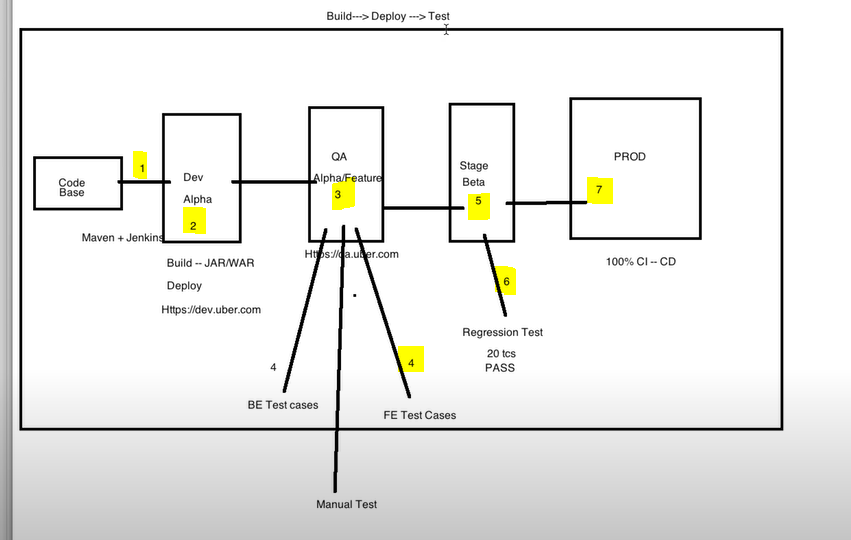 Build---> Deploy ---> Test
Code
Base
1
Maven + Jenkins
Dev
Alpha
2
Build -- JAR/WAR
Deploy
Https://dev.uber.com
QA
Alpha/Feature
3
Https://qa.uber.com
4
BE Test cases
4
FE Test Cases
Manual Test
Stage
Beta
5
6
Regression Test
20 tcs
PASS
PROD
7
100% CI -- CD